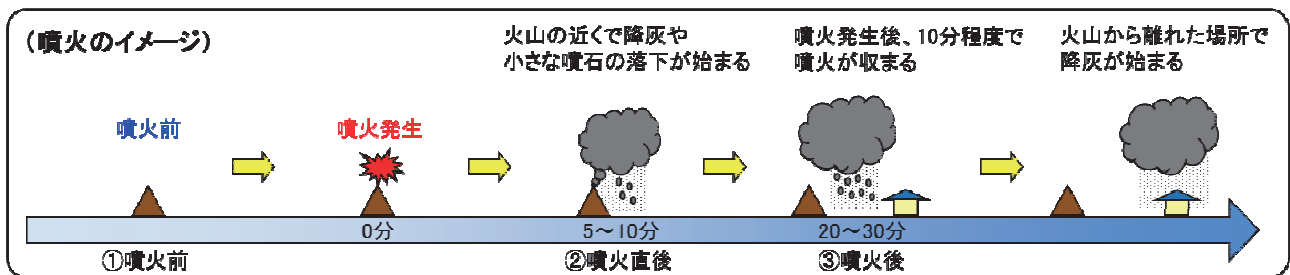 (噴火のイメージ)
火山の近くで降灰や
小さな噴石の落下が始まる
噴火発生後、10分程度で
噴火が収まる
火山から離れた場所で
降灰が始まる
噴火前
噴火発生
0分
5～10分
20～30分
①噴火前
②噴火直後
③噴火後